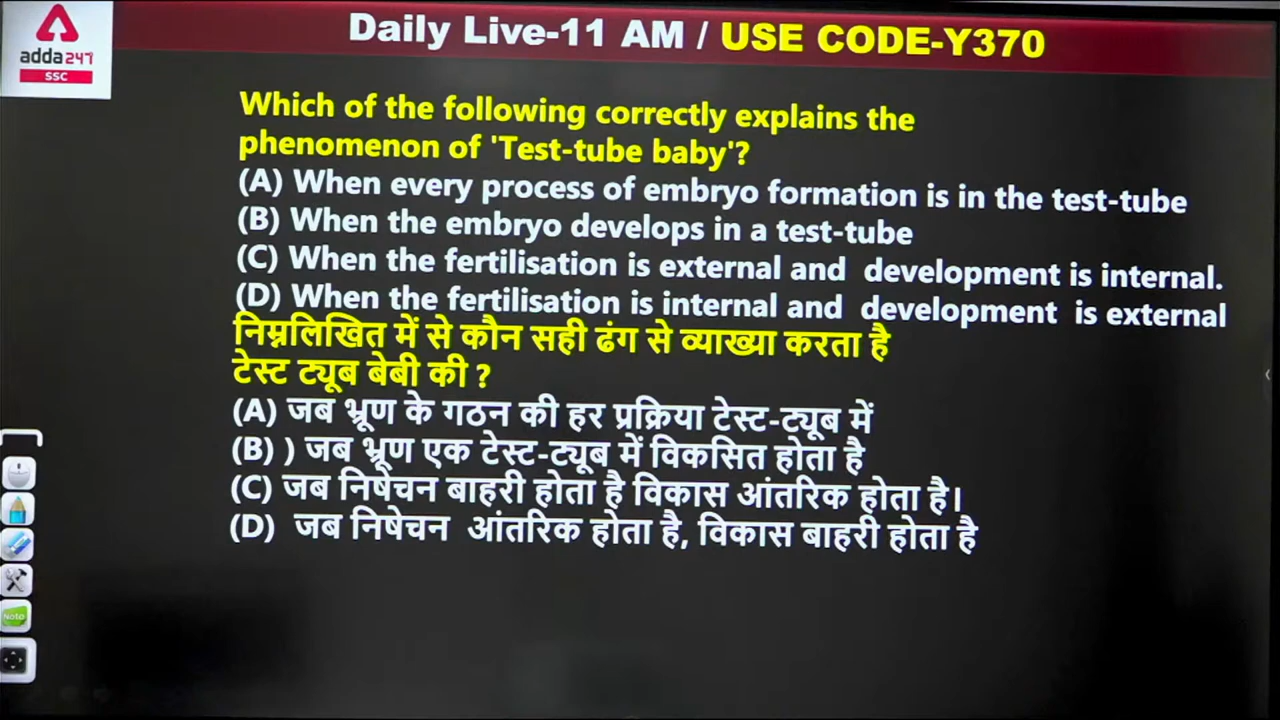 adda247
SSC
Daily Live-11 AM / USE CODE-Y370
Which of the following correctly explains the
phenomenon of 'Test-tube baby'?
(A) When every process of embryo formation is in the test-tube
(B) When the embryo develops in a test-tube
(C) When the fertilisation is external and development is internal.
(D) When the fertilisation is internal and development is external
निम्नलिखित में से कौन सही ढंग से व्याख्या करता है
टेस्ट ट्यूब बेबी की ?
(A) जब भ्रूण के गठन की हर प्रक्रिया टेस्ट-ट्यूब में
(B) ) जब भ्रूण एक टेस्ट-ट्यूब में विकसित होता है
(C) जब निषेचन बाहरी होता है विकास आंतरिक होता है।
(D) जब निषेचन आंतरिक होता है, विकास बाहरी होता है
Note